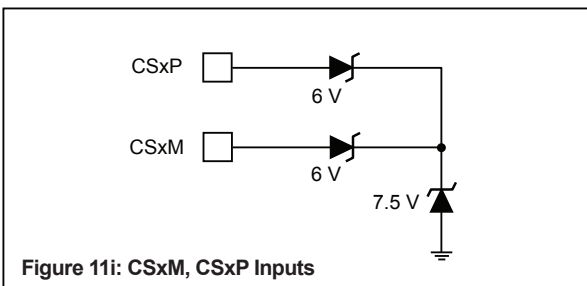 CSxP
6 V
CSxM
6 V
7.5 V
Figure 11i: CSxM, CSxP Inputs